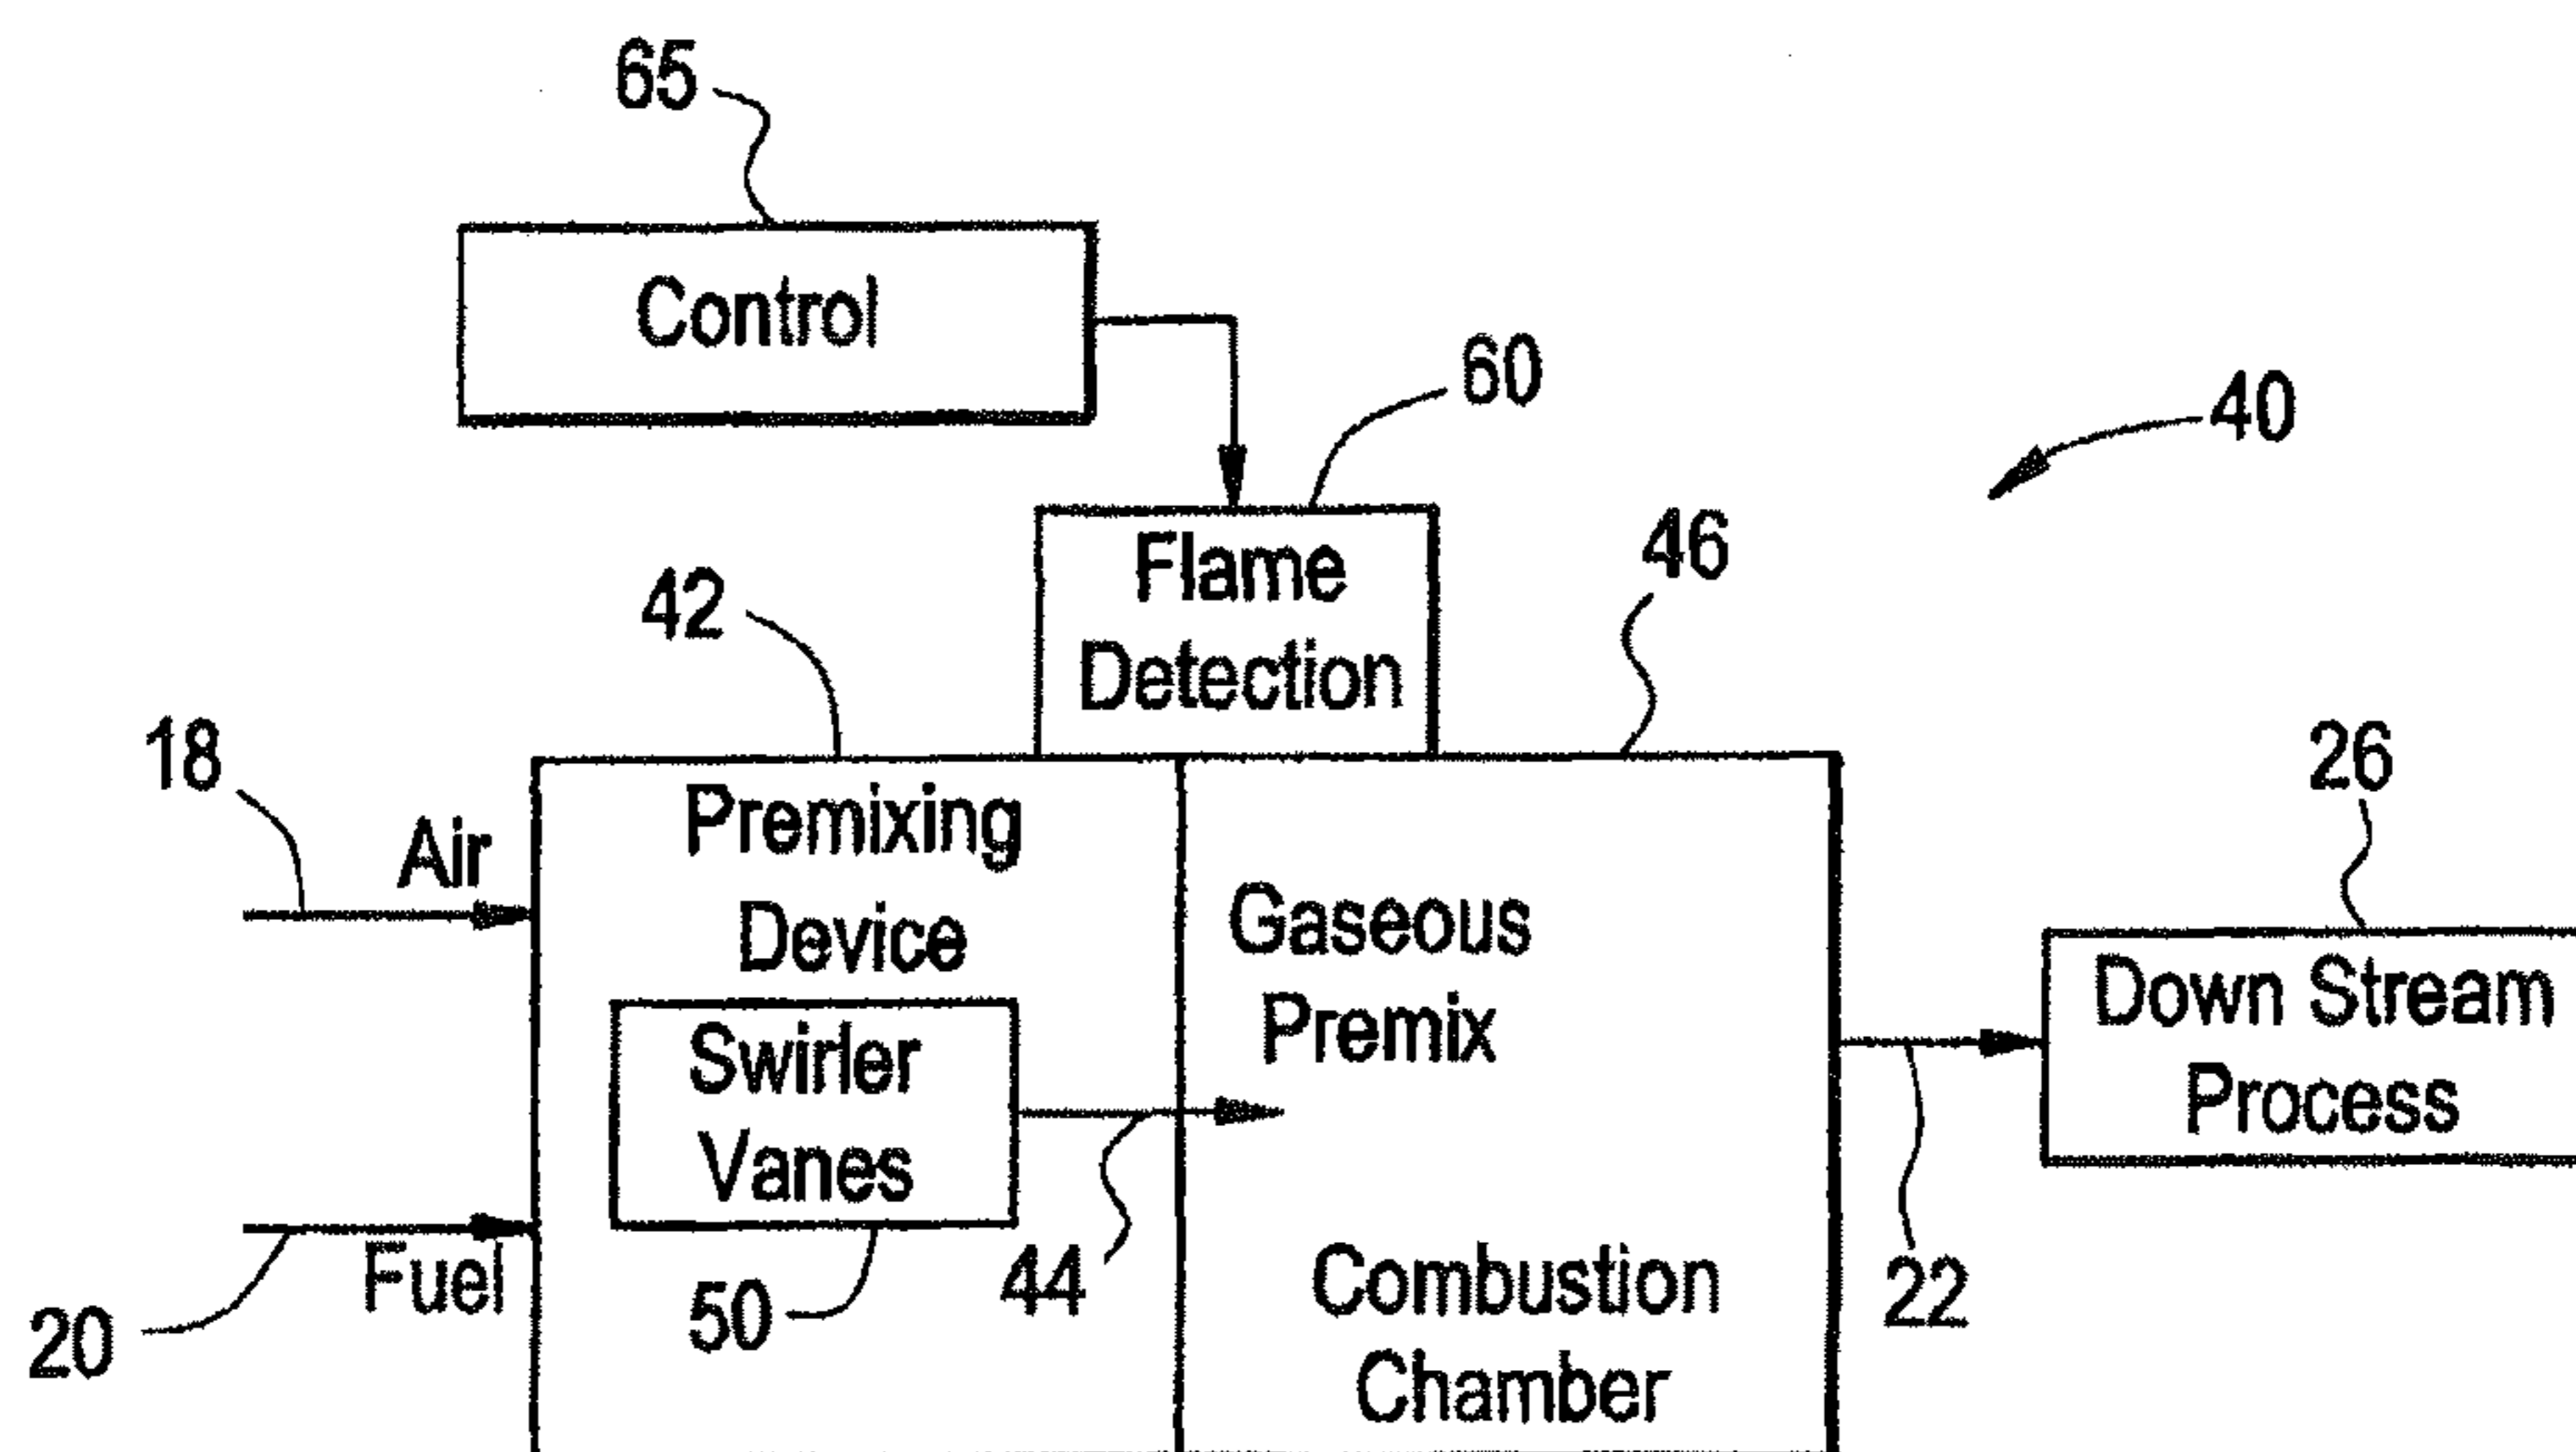 65
Control
60
40
Flame
Detection
46
42
18
Air
Premixing
Device
26
Gaseous
Premix
Down Stream
Process
Swirler
Vanes
20
Fuel
50
44
22
Combustion
Chamber